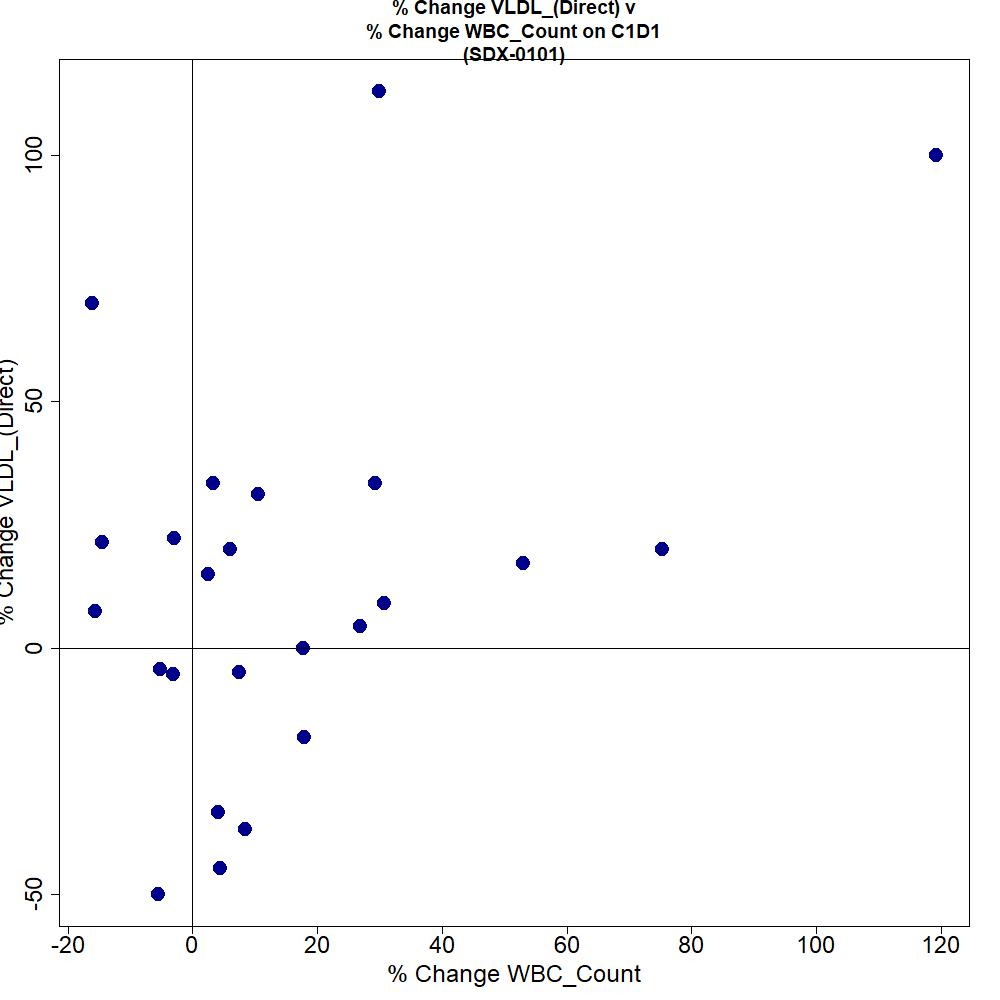 % Change VLDL_(Direct) v
% Change WBC_Count on C1D1
(SDX-0101)
% Change VLDL_(Direct)
100
50
0
-50
-20 0 20 40 60 80 100 120
% Change WBC_Count